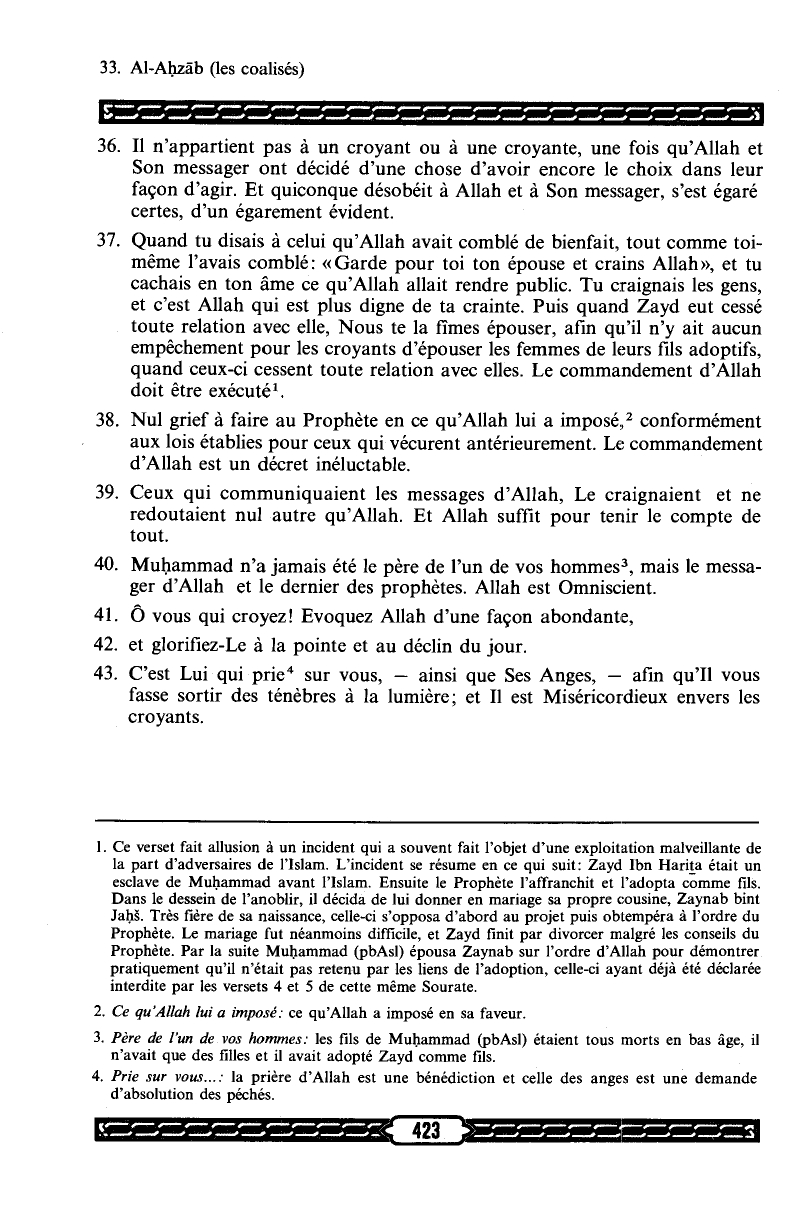 33. Al-Aḥzāb (les coalisés)
36. Il n'appartient pas à un croyant ou à une croyante, une fois qu'Allah et
Son messager ont décidé d'une chose d'avoir encore le choix dans leur
façon d'agir. Et quiconque désobéit à Allah et à Son messager, s'est égaré
certes, d'un égarement évident.
37. Quand tu disais à celui qu'Allah avait comblé de bienfait, tout comme toi-
même l'avais comblé: «Garde pour toi ton épouse et crains Allah», et tu
cachais en ton âme ce qu'Allah allait rendre public. Tu craignais les gens,
et c'est Allah qui est plus digne de ta crainte. Puis quand Zayd eut cessé
toute relation avec elle, Nous te la fîmes épouser, afin qu'il n'y ait aucun
empêchement pour les croyants d'épouser les femmes de leurs fils adoptifs,
quand ceux-ci cessent toute relation avec elles. Le commandement d'Allah
doit être exécuté¹.
38. Nul grief à faire au Prophète en ce qu'Allah lui a imposé,² conformément
aux lois établies pour ceux qui vécurent antérieurement. Le commandement
d'Allah est un décret inéluctable.
39. Ceux qui communiquaient les messages d'Allah, Le craignaient et ne
redoutaient nul autre qu'Allah. Et Allah suffit pour tenir le compte de
tout.
40. Muḥammad n'a jamais été le père de l'un de vos hommes³, mais le messa-
ger d'Allah et le dernier des prophètes. Allah est Omniscient.
41. Ô vous qui croyez! Evoquez Allah d'une façon abondante,
42. et glorifiez-Le à la pointe et au déclin du jour.
43. C'est Lui qui prie⁴ sur vous, — ainsi que Ses Anges, — afin qu'Il vous
fasse sortir des ténèbres à la lumière; et Il est Miséricordieux envers les
croyants.
1. Ce verset fait allusion à un incident qui a souvent fait l'objet d'une exploitation malveillante de
la part d'adversaires de l'Islam. L'incident se résume en ce qui suit: Zayd Ibn Hariṯa était un
esclave de Muḥammad avant l'Islam. Ensuite le Prophète l'affranchit et l'adopta comme fils.
Dans le dessein de l'anoblir, il décida de lui donner en mariage sa propre cousine, Zaynab bint
Jaḥš. Très fière de sa naissance, celle-ci s'opposa d'abord au projet puis obtempéra à l'ordre du
Prophète. Le mariage fut néanmoins difficile, et Zayd finit par divorcer malgré les conseils du
Prophète. Par la suite Muḥammad (pbAsl) épousa Zaynab sur l'ordre d'Allah pour démontrer
pratiquement qu'il n'était pas retenu par les liens de l'adoption, celle-ci ayant déjà été déclarée
interdite par les versets 4 et 5 de cette même Sourate.
2. Ce qu'Allah lui a imposé: ce qu'Allah a imposé en sa faveur.
3. Père de l'un de vos hommes: les fils de Muḥammad (pbAsl) étaient tous morts en bas âge, il
n'avait que des filles et il avait adopté Zayd comme fils.
4. Prie sur vous...: la prière d'Allah est une bénédiction et celle des anges est une demande
d'absolution des péchés.
423